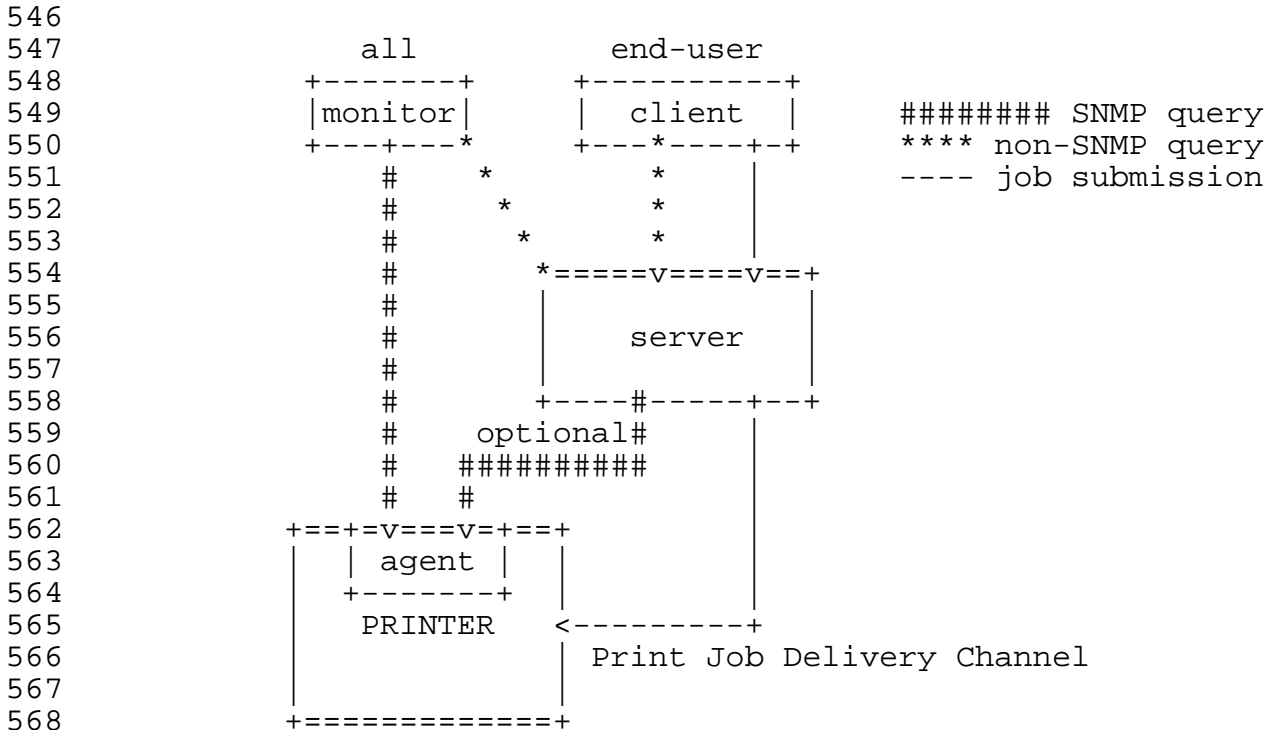 546
547                all          end-user
548             +-------+     +----------+
549             |monitor|     |  client  |     ######## SNMP query
550             +---+---*     +---*----+-+     **** non-SNMP query
551                 #    *        *    |       ---- job submission
552                 #     *       *    |
553                 #      *      *    |
554                 #       *=====v====v==+
555                 #       |             |
556                 #       |    server   |
557                 #       |             |
558                 #       +----#-----+--+
559                 #    optional#     |
560                 #   ##########     |
561                 #   #              |
562            +==+=v===v=+==+         |
563            |  | agent |  |         |
564            |  +-------+  |         |
565            |   PRINTER   <---------+
566            |             | Print Job Delivery Channel
567            |             |
568            +=============+